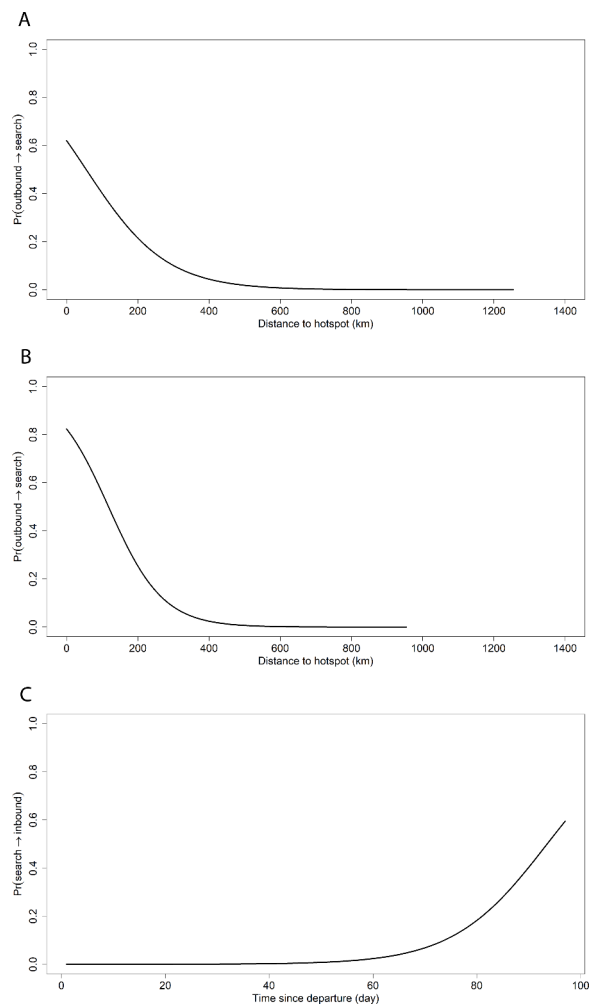 A
Pr(outbound → search)
0.0 0.2 0.4 0.6 0.8 1.0
0 200 400 600 800 1000 1200 1400
Distance to hotspot (km)
B
Pr(outbound → search)
0.0 0.2 0.4 0.6 0.8 1.0
0 200 400 600 800 1000 1200 1400
Distance to hotspot (km)
C
Pr(search → inbound)
0.0 0.2 0.4 0.6 0.8 1.0
0 20 40 60 80 100
Time since departure (day)